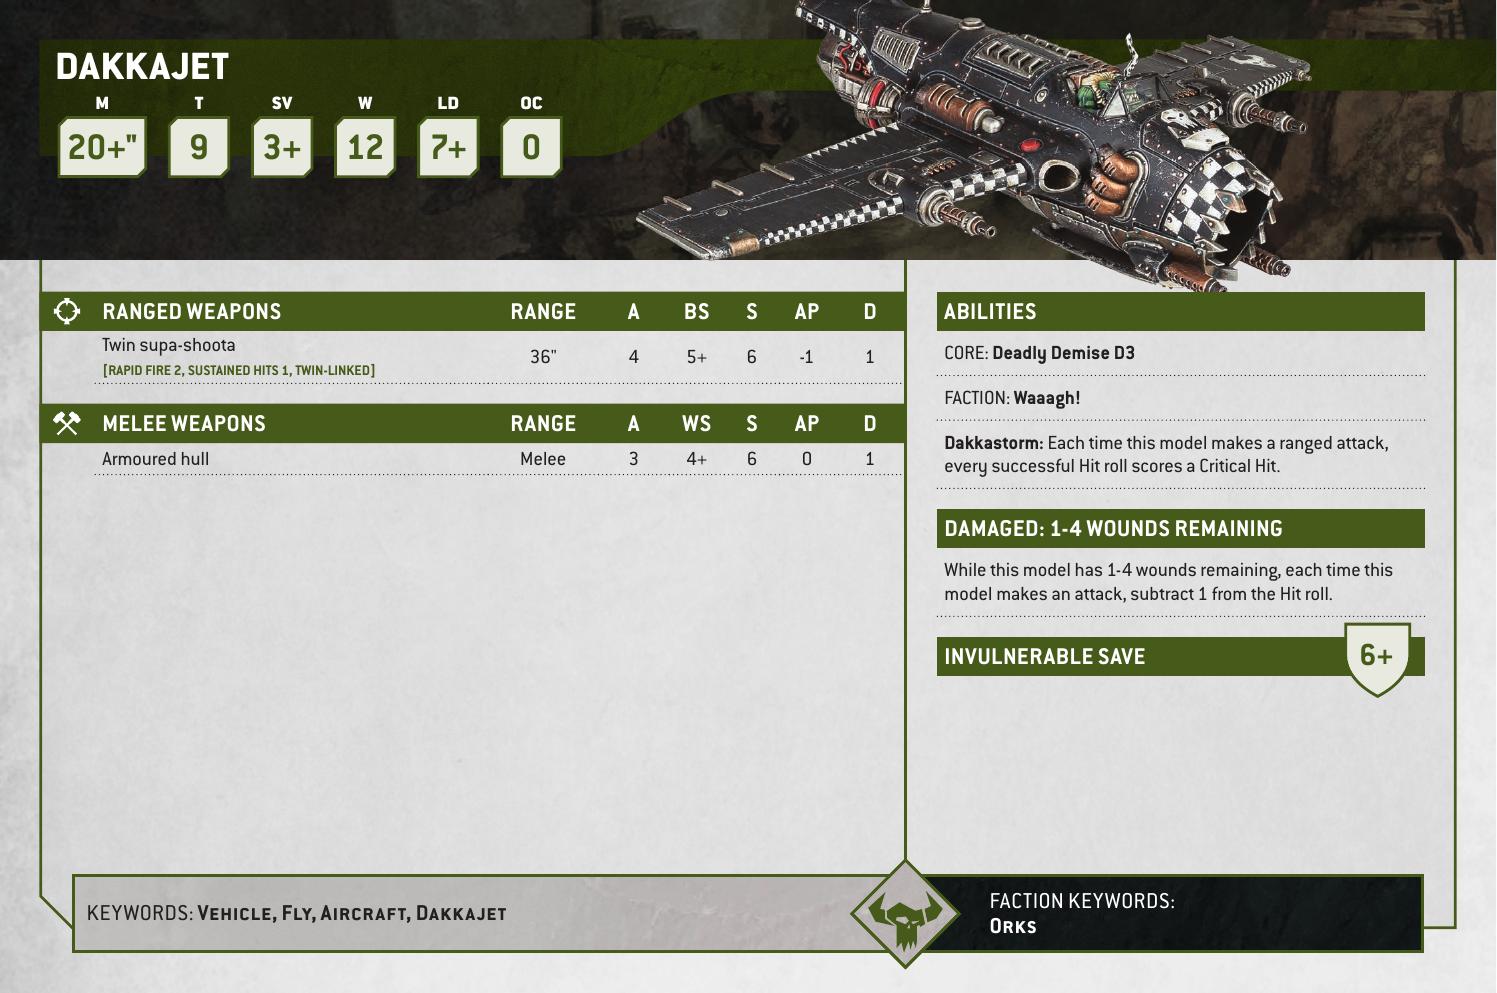 DAKKAJET
M T SV W LD OC
20+" 9 3+ 12 7+ 0
RANGED WEAPONS RANGE A BS S AP D
Twin supa-shoota 36" 4 5+ 6 -1 1
[RAPID FIRE 2, SUSTAINED HITS 1, TWIN-LINKED]
MELEE WEAPONS RANGE A WS S AP D
Armoured hull Melee 3 4+ 6 0 1
ABILITIES
CORE: Deadly Demise D3
FACTION: Waaagh!
Dakkastorm: Each time this model makes a ranged attack,
every successful Hit roll scores a Critical Hit.
DAMAGED: 1-4 WOUNDS REMAINING
While this model has 1-4 wounds remaining, each time this
model makes an attack, subtract 1 from the Hit roll.
INVULNERABLE SAVE 6+
KEYWORDS: VEHICLE, FLY, AIRCRAFT, DAKKAJET
FACTION KEYWORDS:
ORKS